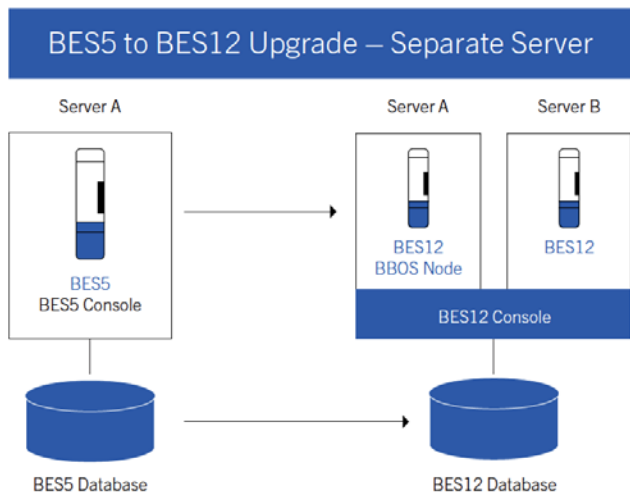 BES5 to BES12 Upgrade – Separate Server
Server A
Server A
Server B
BES5
BES5 Console
BES12
BBOS Node
BES12
BES12 Console
BES5 Database
BES12 Database